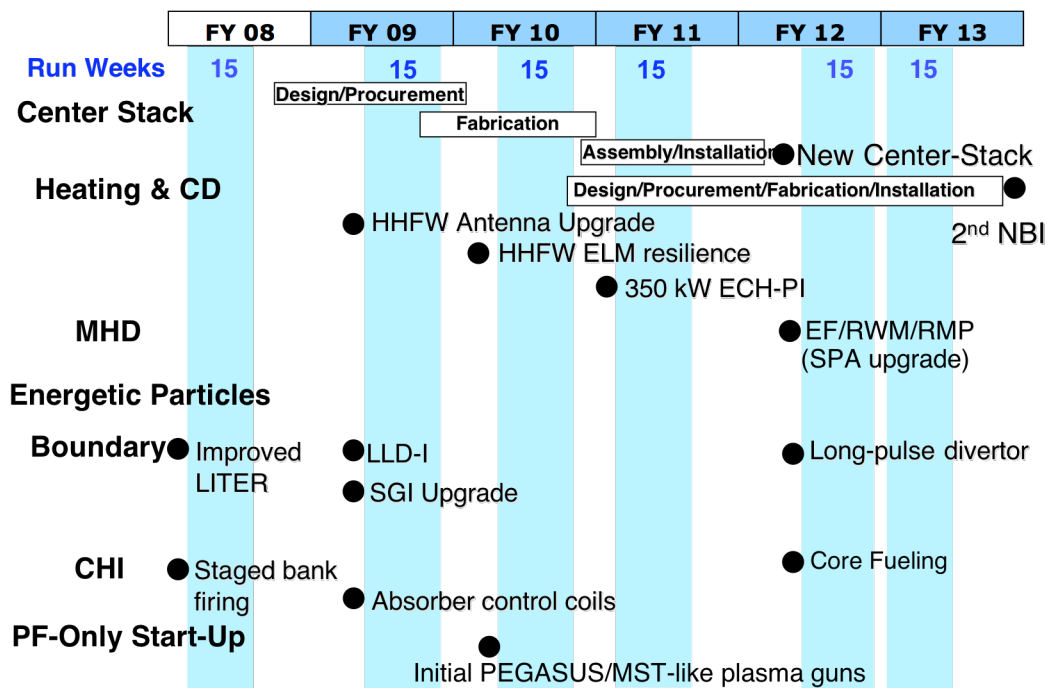 FY 08 FY 09 FY 10 FY 11 FY 12 FY 13
Run Weeks 15 15 15 15 15 15
Design/Procurement
Center Stack
Fabrication
Assembly/Installation New Center-Stack
Heating & CD Design/Procurement/Fabrication/Installation
HHFW Antenna Upgrade 2nd NBI
HHFW ELM resilience
350 kW ECH-PI
MHD EF/RWM/RMP
(SPA upgrade)
Energetic Particles
Boundary Improved LLD-I Long-pulse divertor
LITER
SGI Upgrade
CHI Staged bank Core Fueling
firing Absorber control coils
PF-Only Start-Up
Initial PEGASUS/MST-like plasma guns